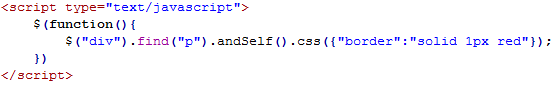 <script type="text/javascript">
    $(function(){
        $("div").find("p").andSelf().css({"border":"solid 1px red"});
    })
</script>